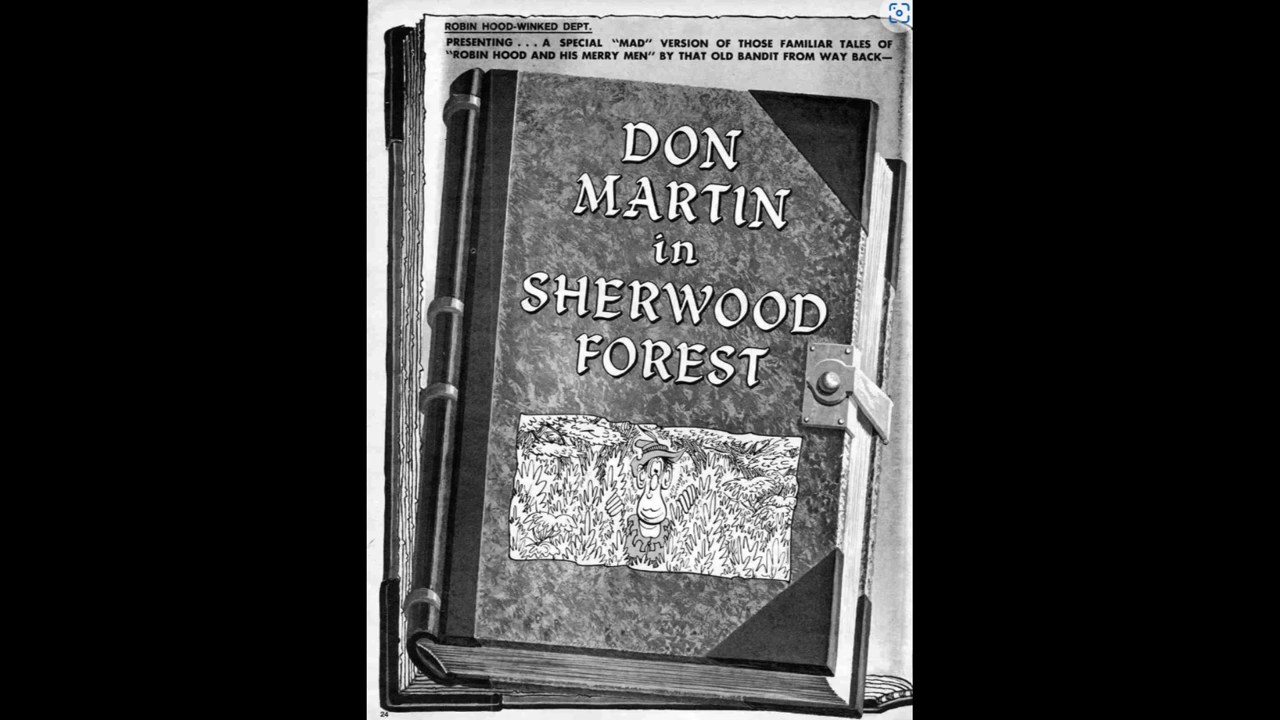 ROBIN HOOD-WINKED DEPT.
PRESENTING . . . A SPECIAL "MAD" VERSION OF THOSE FAMILIAR TALES OF
"ROBIN HOOD AND HIS MERRY MEN" BY THAT OLD BANDIT FROM WAY BACK—
DON
MARTIN
in
SHERWOOD
FOREST
24